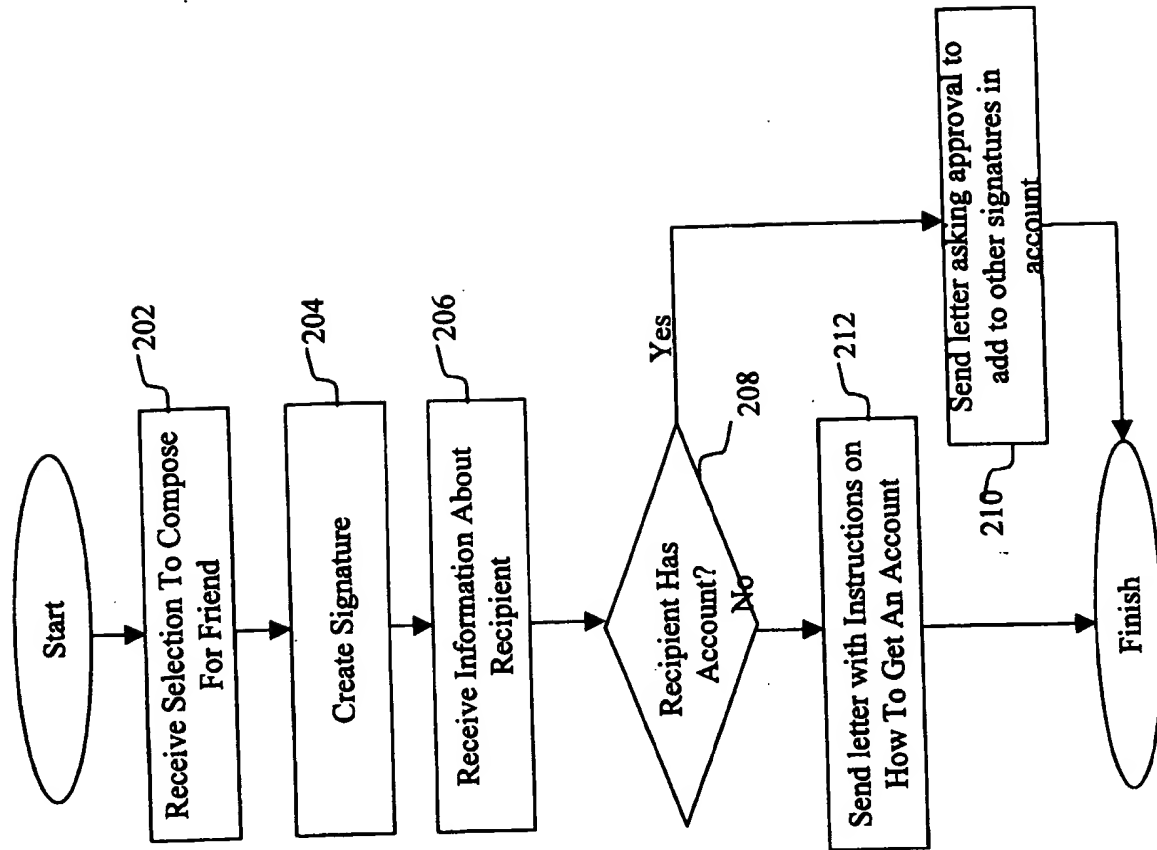 Start
Receive Selection To Compose
For Friend
202
Create Signature
204
Receive Information About
Recipient
206
Recipient Has
Account?
208
Yes
No
Send letter with Instructions on
How To Get An Account
212
Send letter asking approval to
add to other signatures in
account
210
Finish